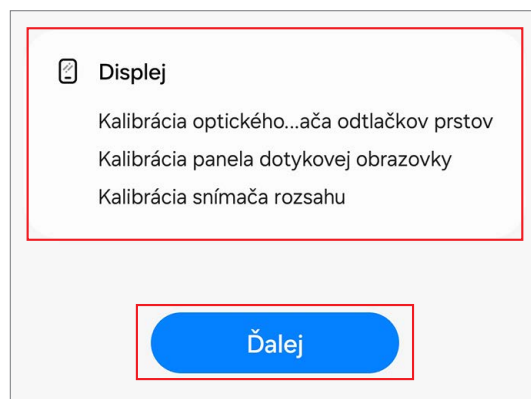 Displej
Kalibrácia optického...ača odtlačkov prstov
Kalibrácia panela dotykovej obrazovky
Kalibrácia snímača rozsahu
Ďalej